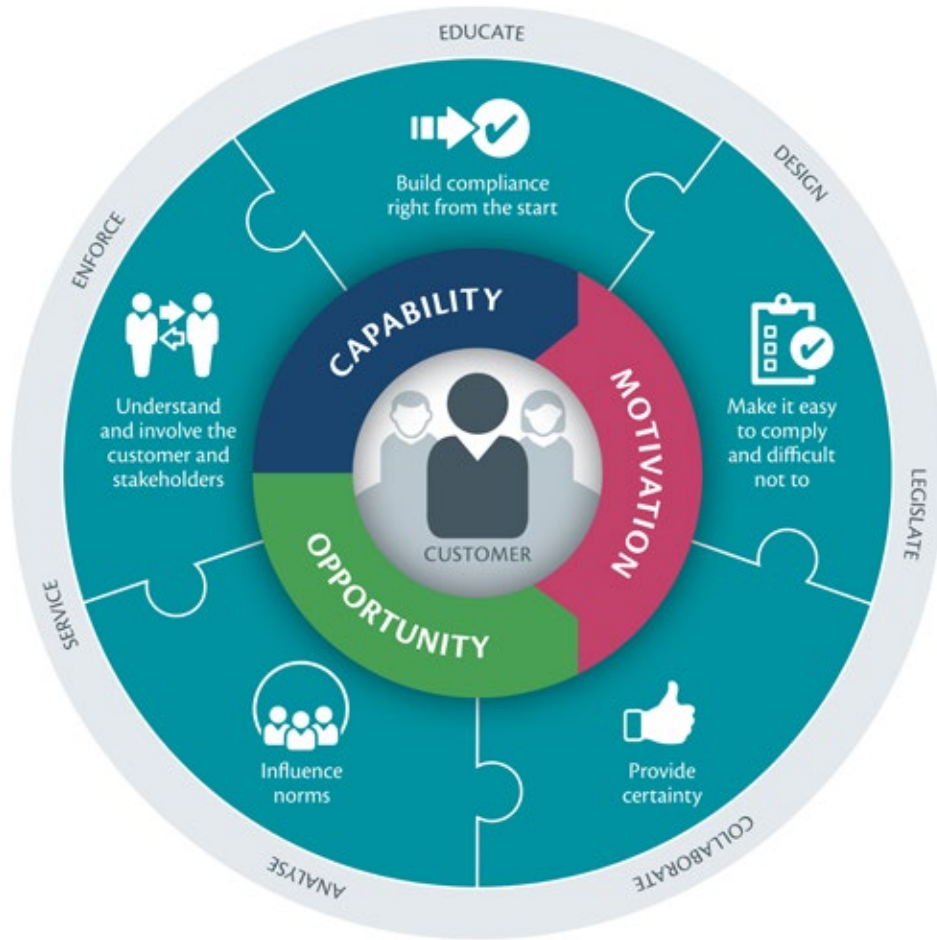 EDUCATE
DESIGN
LEGISLATE
COLLABORATE
ANALYSE
SERVICE
ENFORCE
Build compliance
right from the start
Make it easy
to comply
and difficult
not to
Provide
certainty
Influence
norms
Understand
and involve the
customer and
stakeholders
CAPABILITY
MOTIVATION
OPPORTUNITY
CUSTOMER